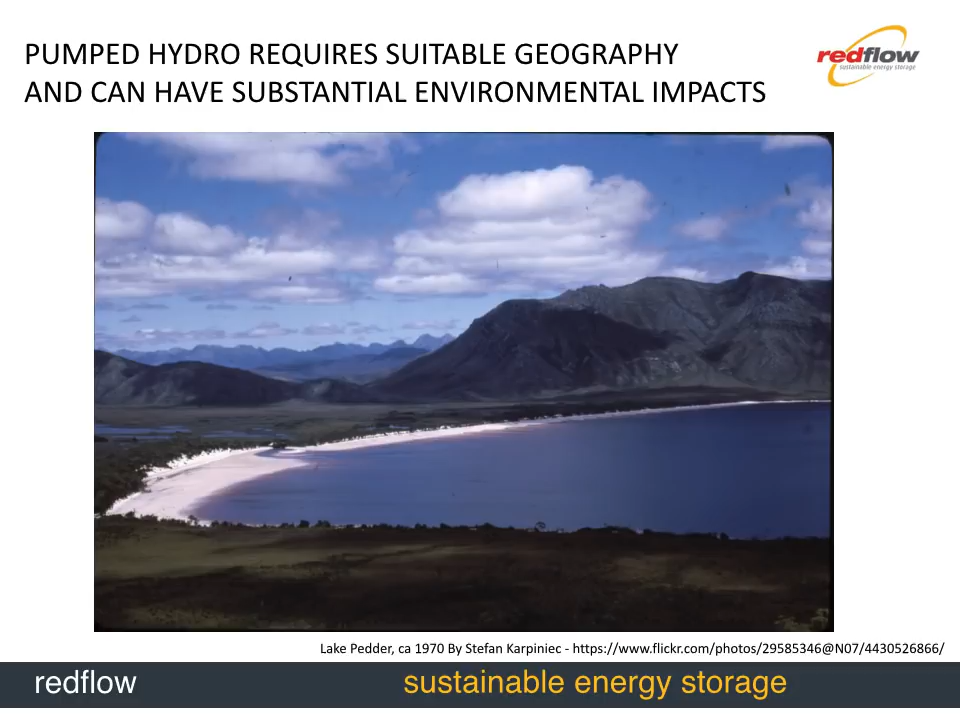 PUMPED HYDRO REQUIRES SUITABLE GEOGRAPHY
AND CAN HAVE SUBSTANTIAL ENVIRONMENTAL IMPACTS
redflow
sustainable energy storage
Lake Pedder, ca 1970 By Stefan Karpiniec - https://www.flickr.com/photos/29585346@N07/4430526866/
redflow
sustainable energy storage